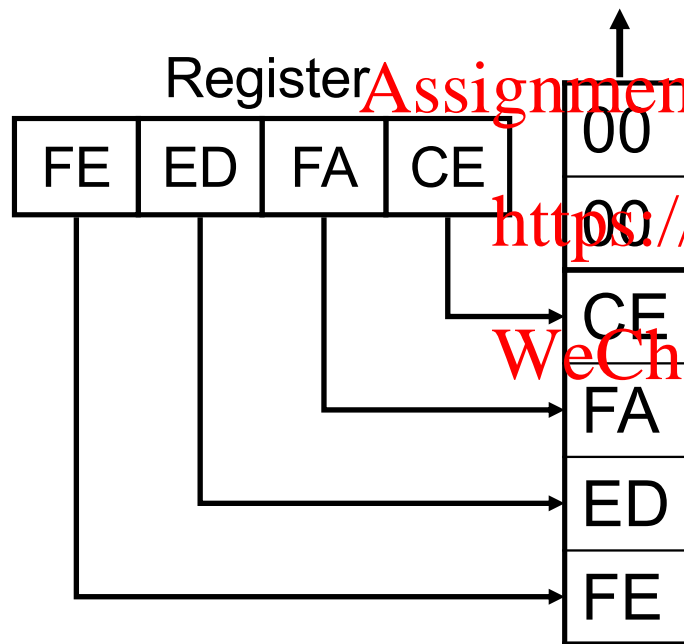 Register
Assignmen
FE ED FA CE
00
00
https://
CE
WeCh
FA
ED
FE